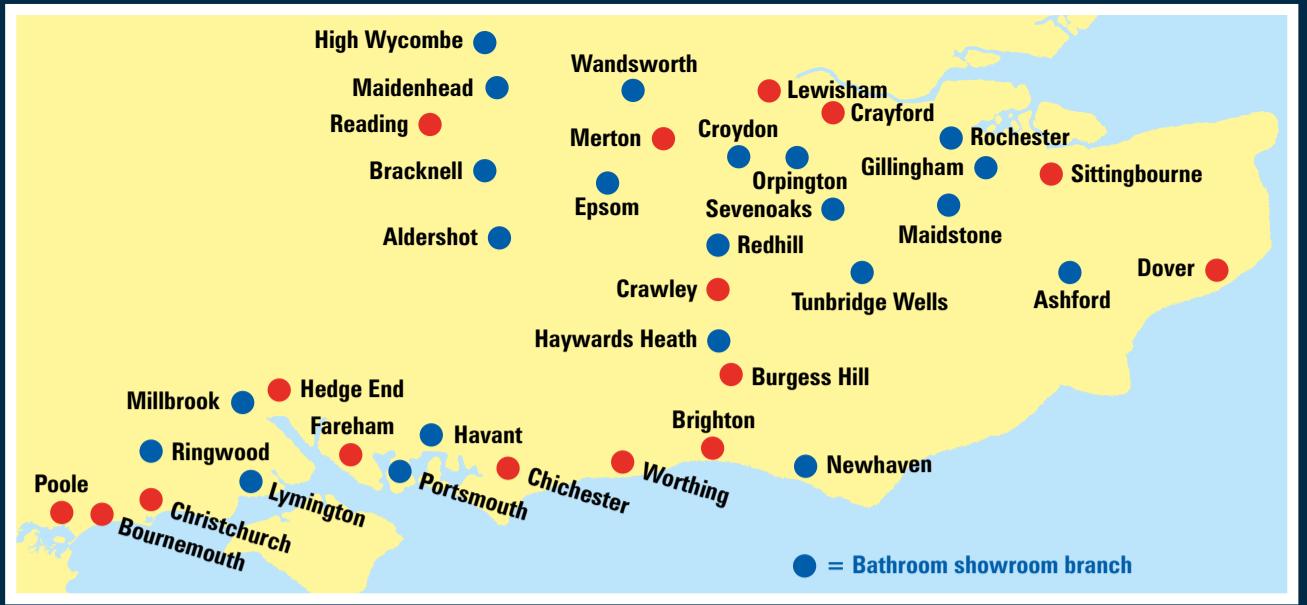 High Wycombe
Wandsworth
Maidenhead
Lewisham
Crayford
Reading
Croydon
Merton
Rochester
Gillingham
Bracknell
Orpington
Sittingbourne
Epsom
Sevenoaks
Maidstone
Aldershot
Redhill
Dover
Crawley
Tunbridge Wells
Ashford
Haywards Heath
Burgess Hill
Hedge End
Millbrook
Fareham
Brighton
Havant
Ringwood
Newhaven
Poole
Lymington
Portsmouth
Chichester
Worthing
Christchurch
Bournemouth
= Bathroom showroom branch